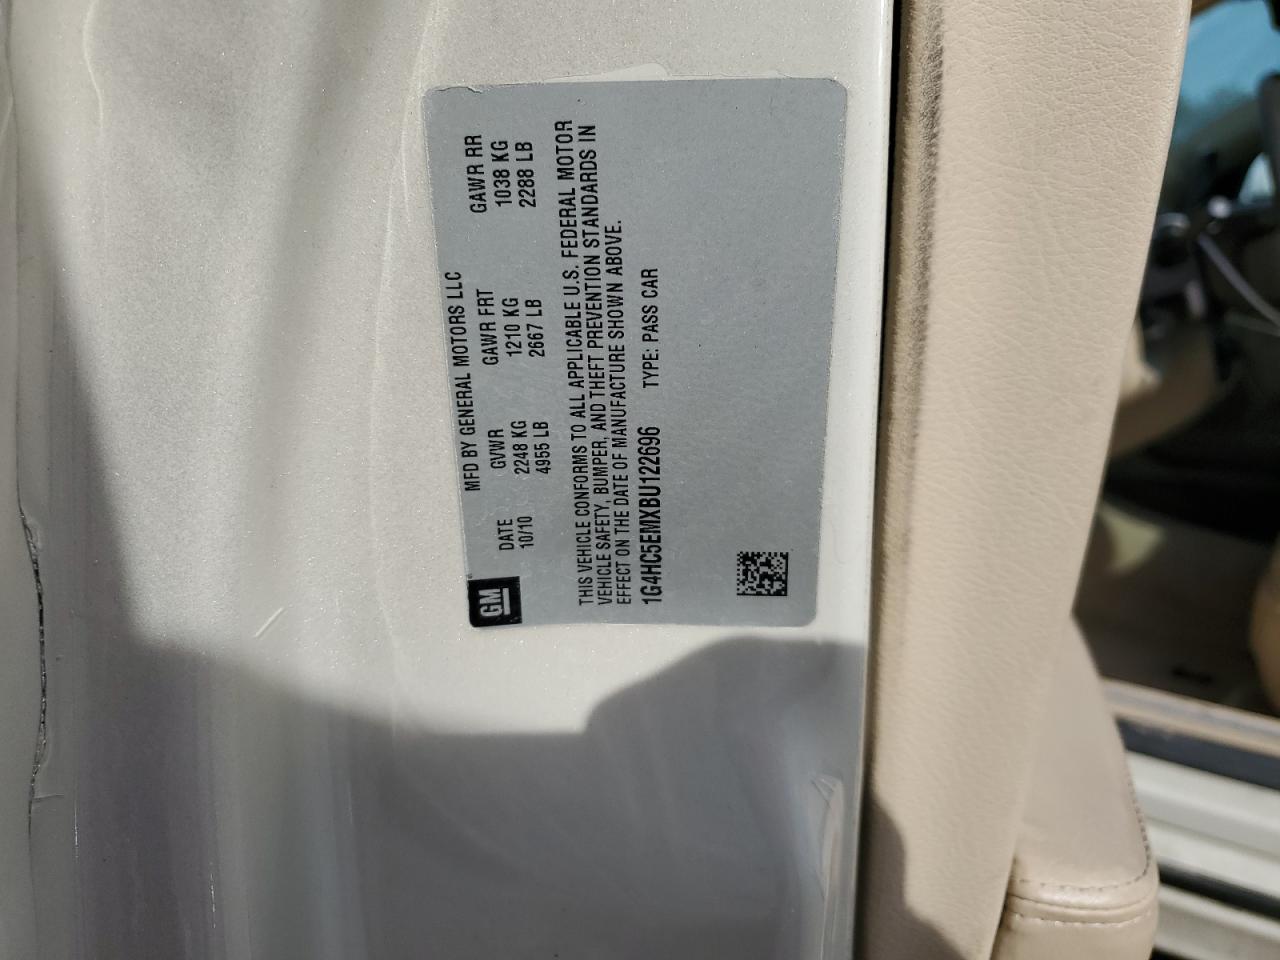 MFD BY GENERAL MOTORS LLC
DATE GVWR GAWR FRT GAWR RR
10/10 2248 KG 1210 KG 1038 KG
4955 LB 2667 LB 2288 LB
THIS VEHICLE CONFORMS TO ALL APPLICABLE U.S. FEDERAL MOTOR
VEHICLE SAFETY, BUMPER, AND THEFT PREVENTION STANDARDS IN
EFFECT ON THE DATE OF MANUFACTURE SHOWN ABOVE.
1G4HC5EMXBU122696 TYPE: PASS CAR
GM